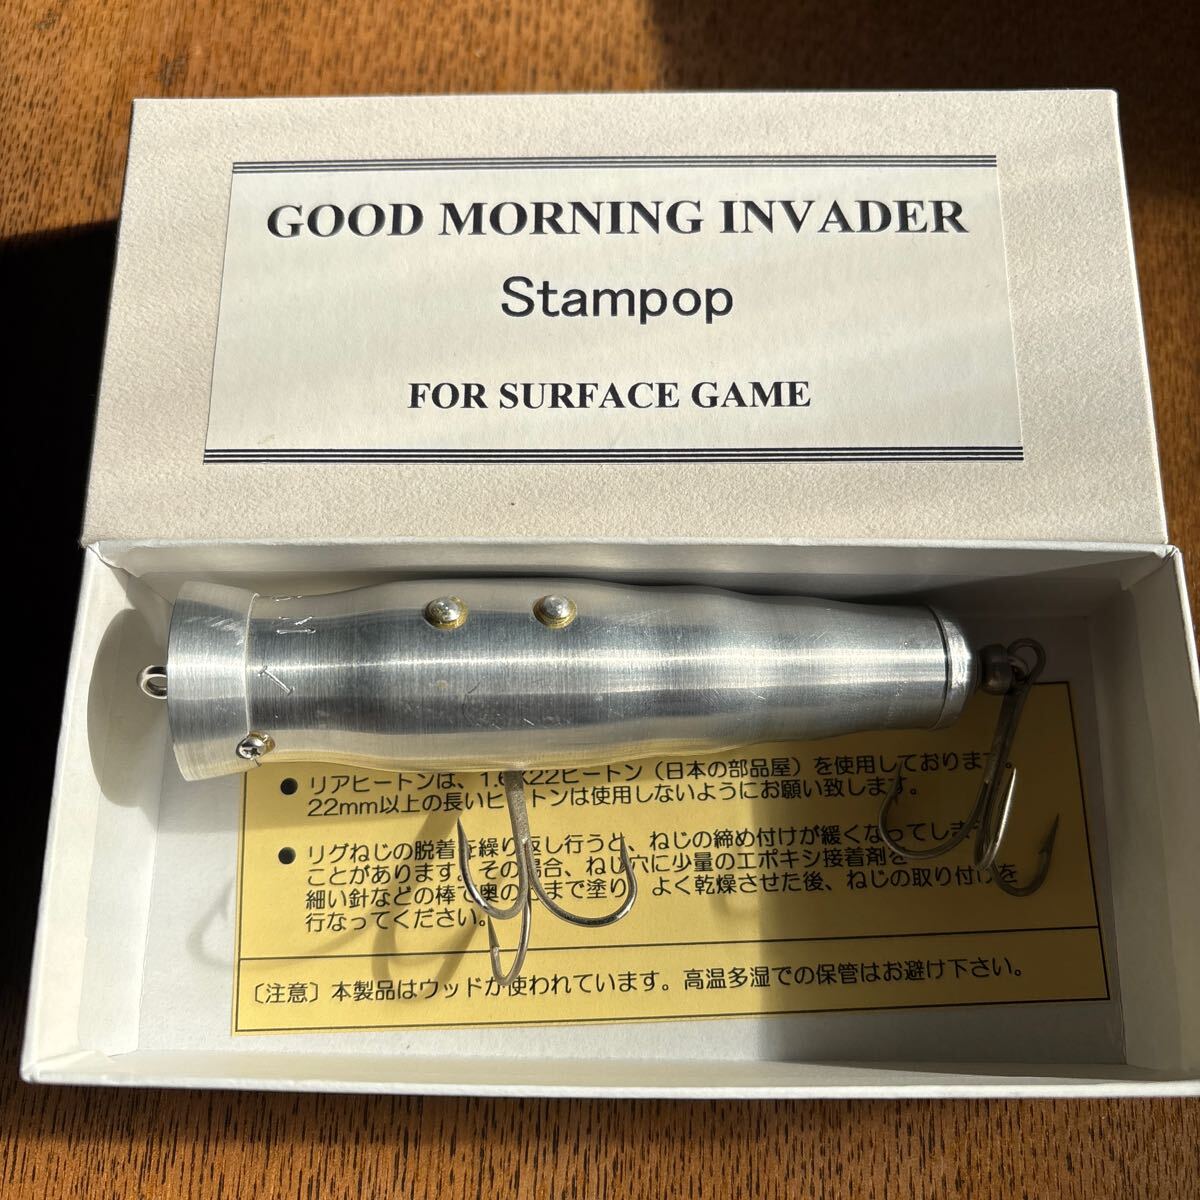 GOOD MORNING INVADER
Stampop
FOR SURFACE GAME
● リアヒートンは、1.6X22ヒートン（日本の部品屋）を使用しております。
22mm以上の長いヒートンは使用しないようにお願い致します。
● リグねじの脱着を繰り返し行うと、ねじの締め付けが緩くなってしまう
ことがあります。その場合、ねじ穴に少量のエポキシ接着剤を
細い針などの棒で奥の まで塗り、よく乾燥させた後、ねじの取り付けを
行なってください。
〔注意〕本製品はウッドが使われています。高温多湿での保管はお避け下さい。